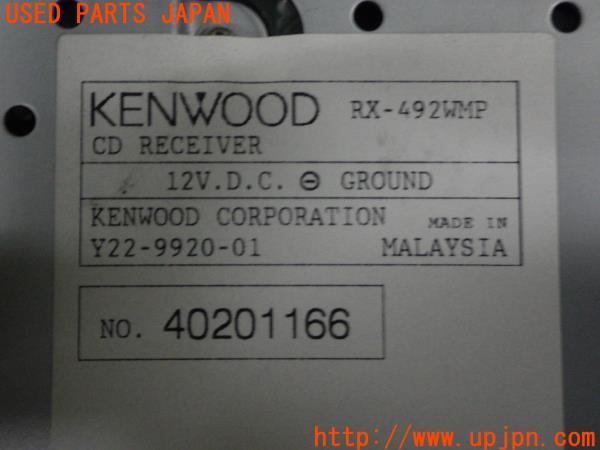 USED PARTS JAPAN
KENWOOD RX-492WMP
CD RECEIVER
12V.D.C. ⊖ GROUND
KENWOOD CORPORATION MADE IN
Y22-9920-01 MALAYSIA
NO. 40201166
http://www.upjpn.com